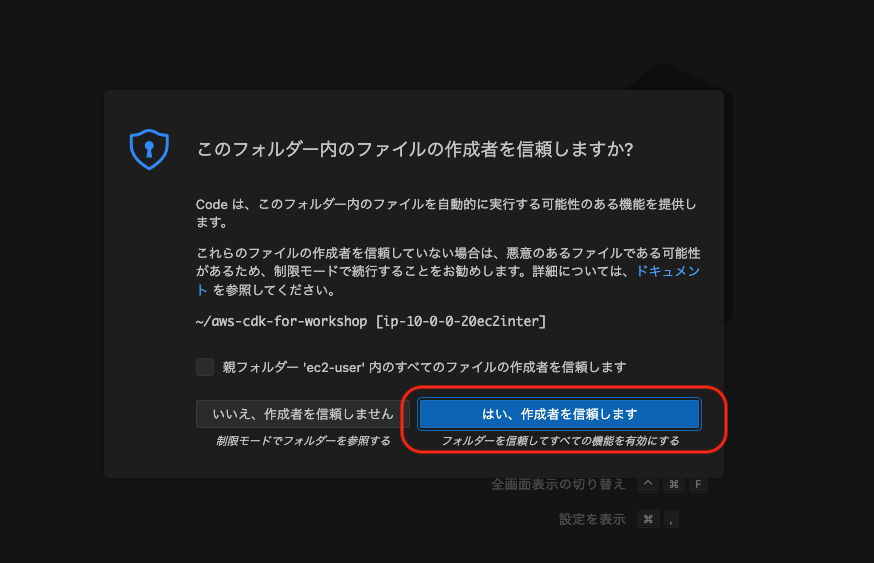 このフォルダー内のファイルの作成者を信頼しますか?
Code は、このフォルダー内のファイルを自動的に実行する可能性のある機能を提供し
ます。
これらのファイルの作成者を信頼していない場合は、悪意のあるファイルである可能性
があるため、制限モードで続行することをお勧めします。詳細については、ドキュメン
ト を参照してください。
~/aws-cdk-for-workshop [ip-10-0-0-20ec2inter]
親フォルダー 'ec2-user' 内のすべてのファイルの作成者を信頼します
いいえ、作成者を信頼しません
はい、作成者を信頼します
制限モードでフォルダーを参照する
フォルダーを信頼してすべての機能を有効にする
全画面表示の切り替え ^ ⌘ F
設定を表示 ⌘ ,